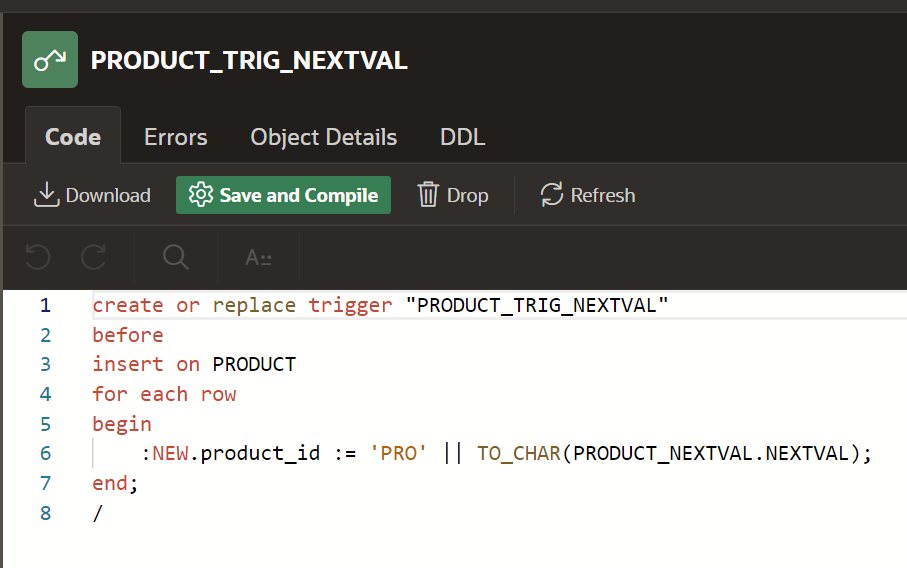 PRODUCT_TRIG_NEXTVAL
Code Errors Object Details DDL
Download Save and Compile Drop Refresh
A::
1 create or replace trigger "PRODUCT_TRIG_NEXTVAL"
2 before
3 insert on PRODUCT
4 for each row
5 begin
6 :NEW.product_id := 'PRO' || TO_CHAR(PRODUCT_NEXTVAL.NEXTVAL);
7 end;
8 /